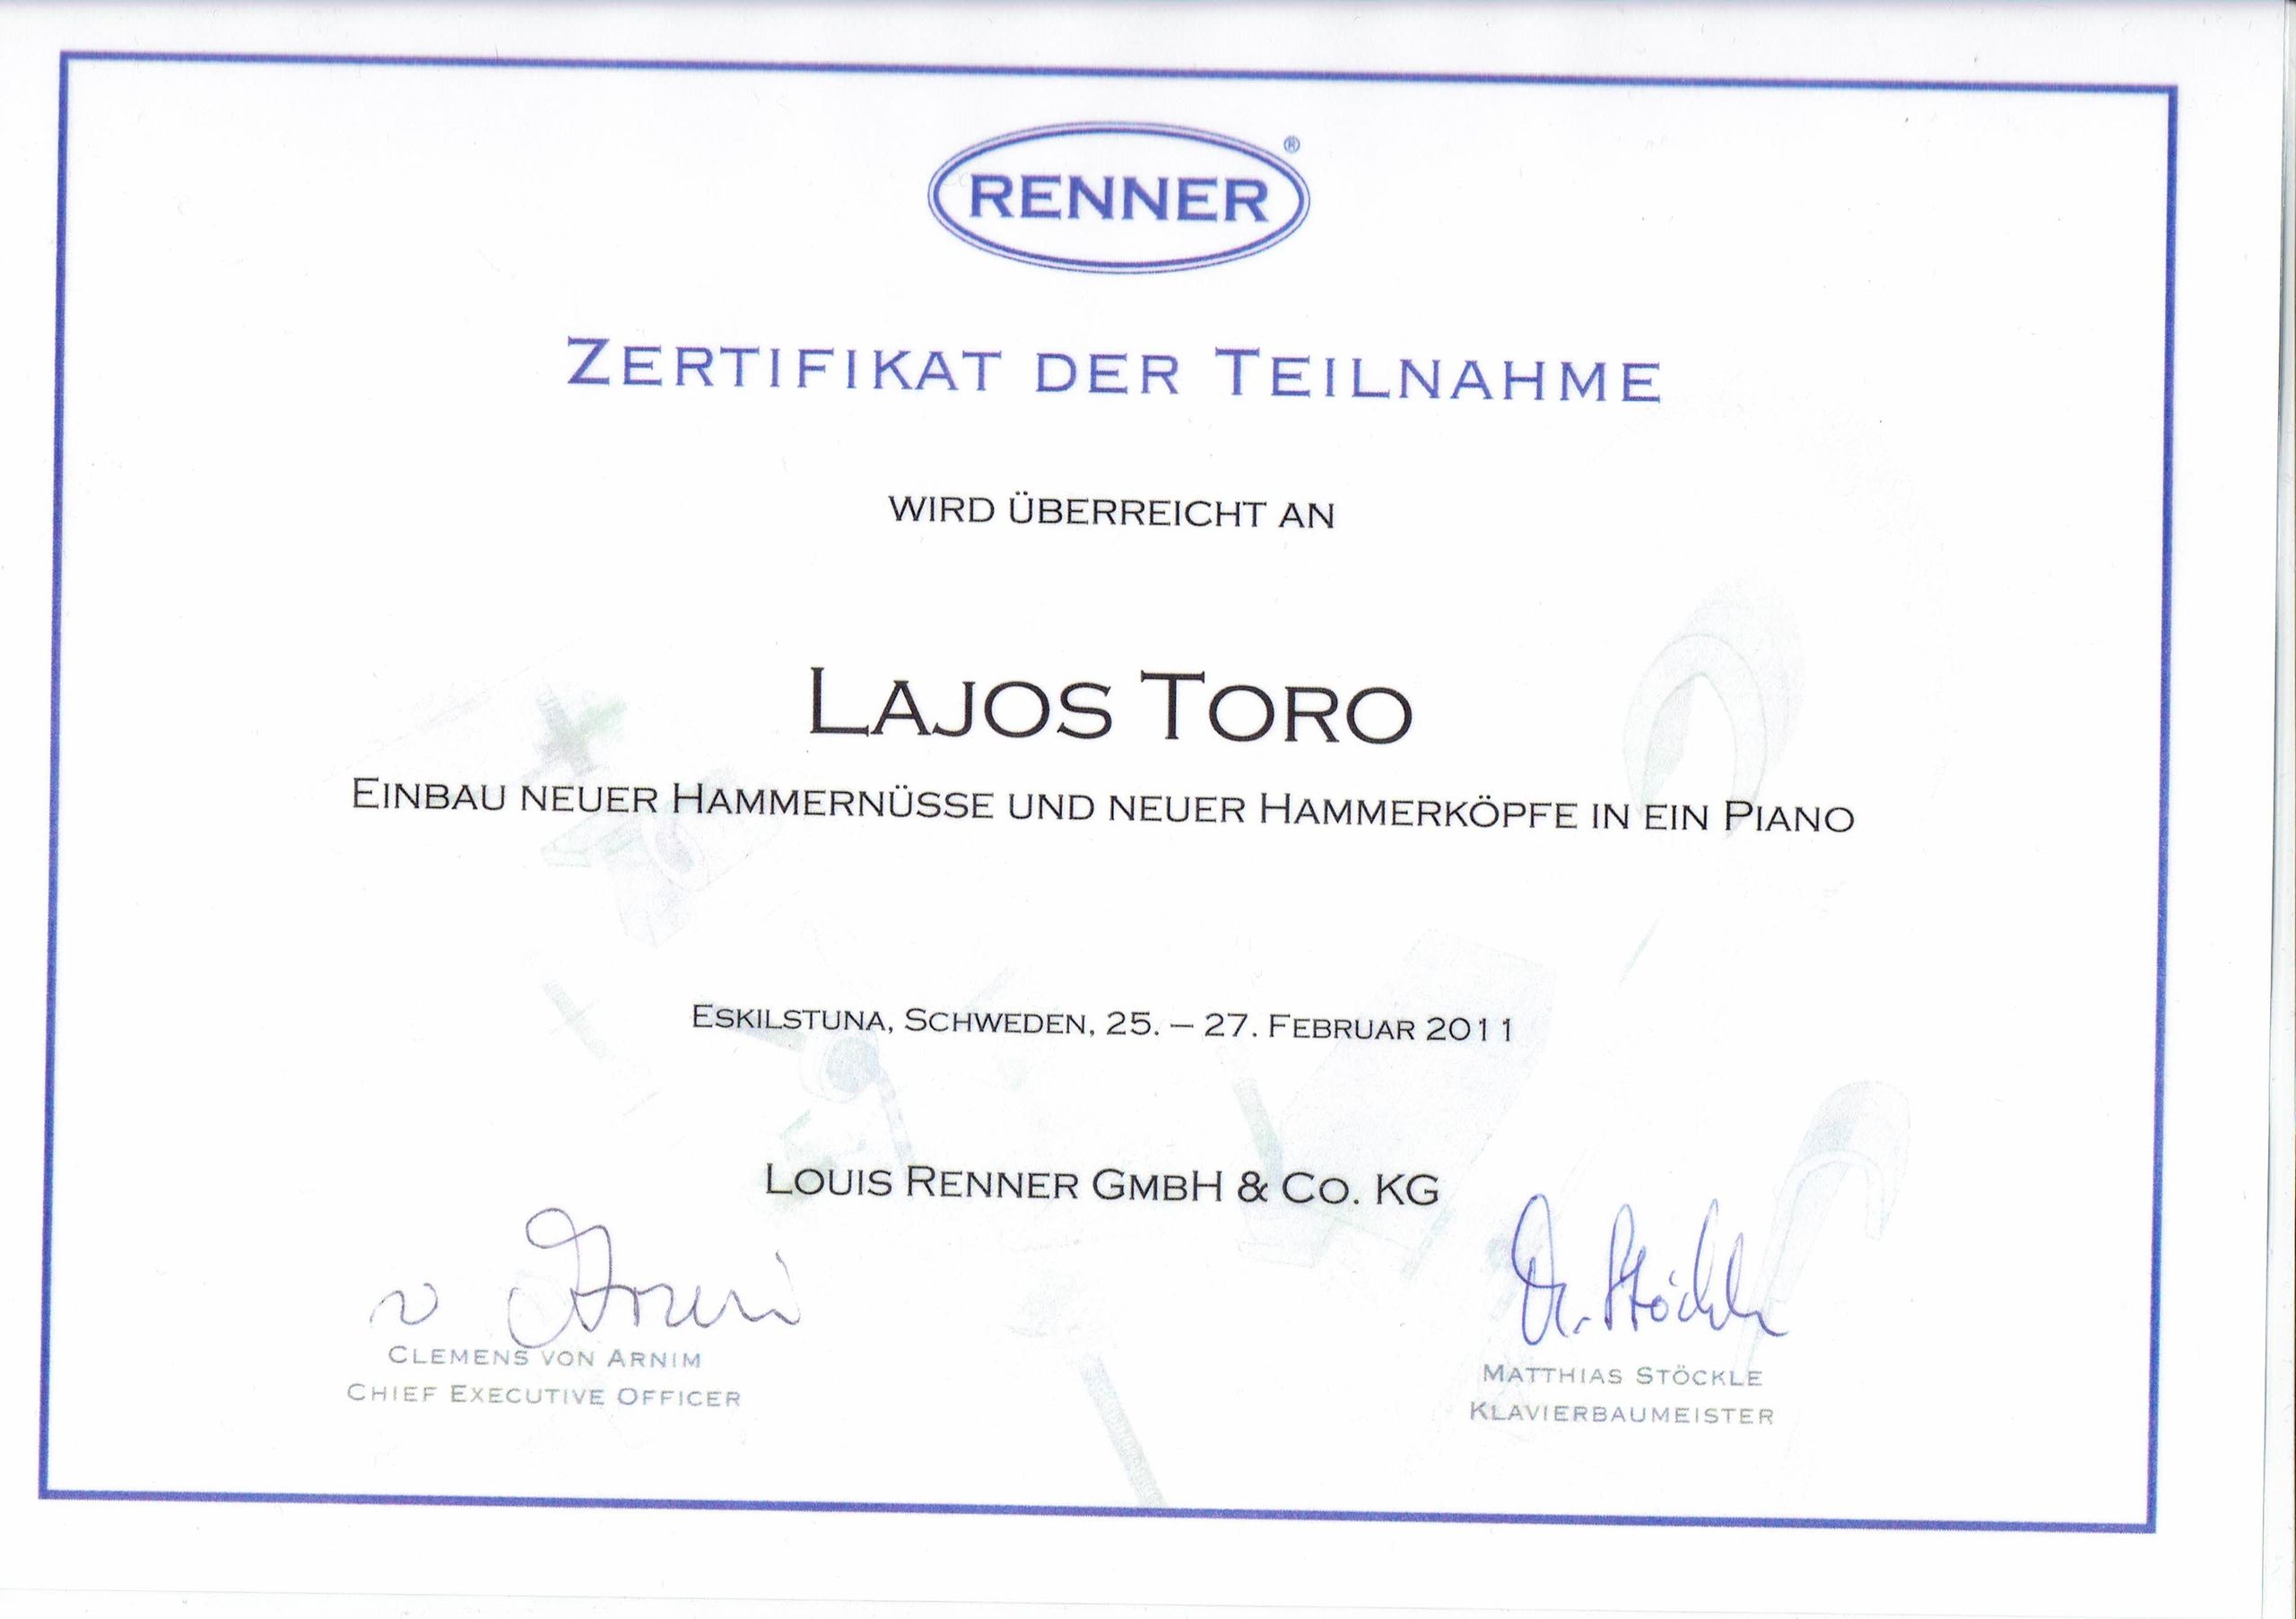 RENNER®
ZERTIFIKAT DER TEILNAHME
WIRD ÜBERREICHT AN
LAJOS TORO
EINBAU NEUER HAMMERNÜSSE UND NEUER HAMMERKÖPFE IN EIN PIANO
ESKILSTUNA, SCHWEDEN, 25. – 27. FEBRUAR 2011
LOUIS RENNER GMBH & CO. KG
v Arnim
M. Stöckle
CLEMENS VON ARNIM
CHIEF EXECUTIVE OFFICER
MATTHIAS STÖCKLE
KLAVIERBAUMEISTER